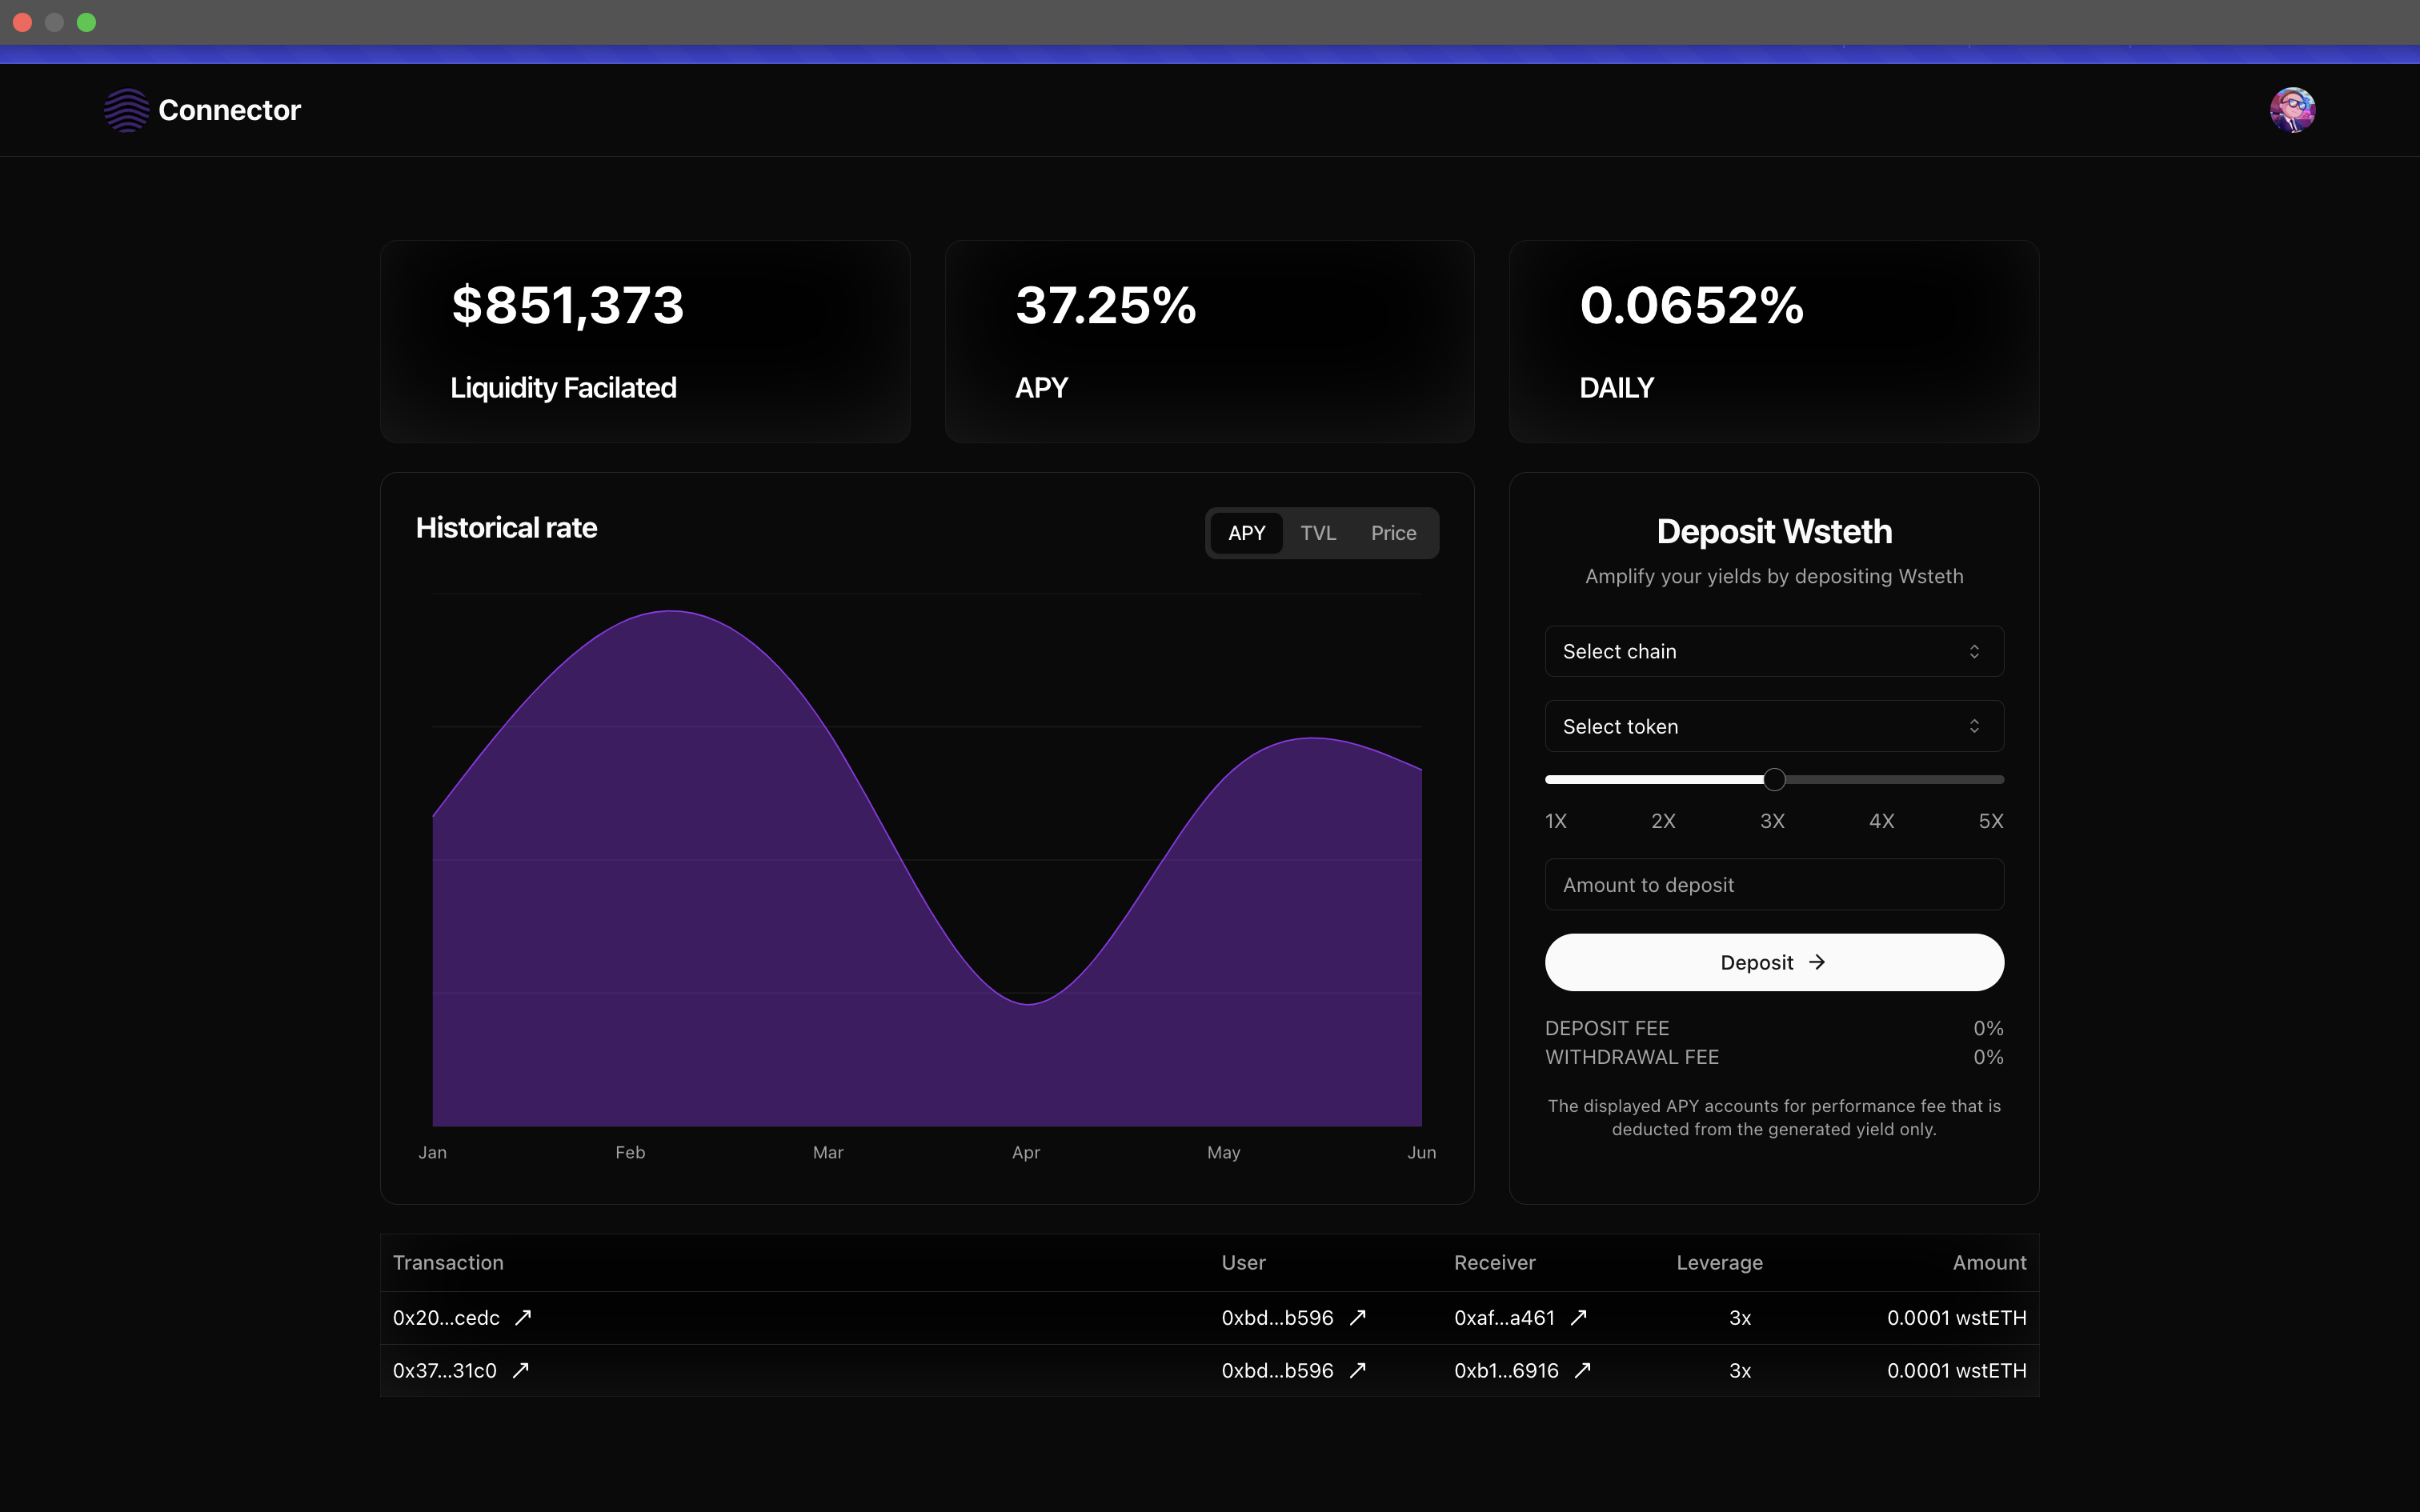 Connector
$851,373
Liquidity Facilated
37.25%
APY
0.0652%
DAILY
Historical rate
APY TVL Price
Jan Feb Mar Apr May Jun
Deposit Wsteth
Amplify your yields by depositing Wsteth
Select chain
Select token
1X 2X 3X 4X 5X
Amount to deposit
Deposit →
DEPOSIT FEE 0%
WITHDRAWAL FEE 0%
The displayed APY accounts for performance fee that is
deducted from the generated yield only.
Transaction User Receiver Leverage Amount
0x20...cedc ↗ 0xbd...b596 ↗ 0xaf...a461 ↗ 3x 0.0001 wstETH
0x37...31c0 ↗ 0xbd...b596 ↗ 0xb1...6916 ↗ 3x 0.0001 wstETH